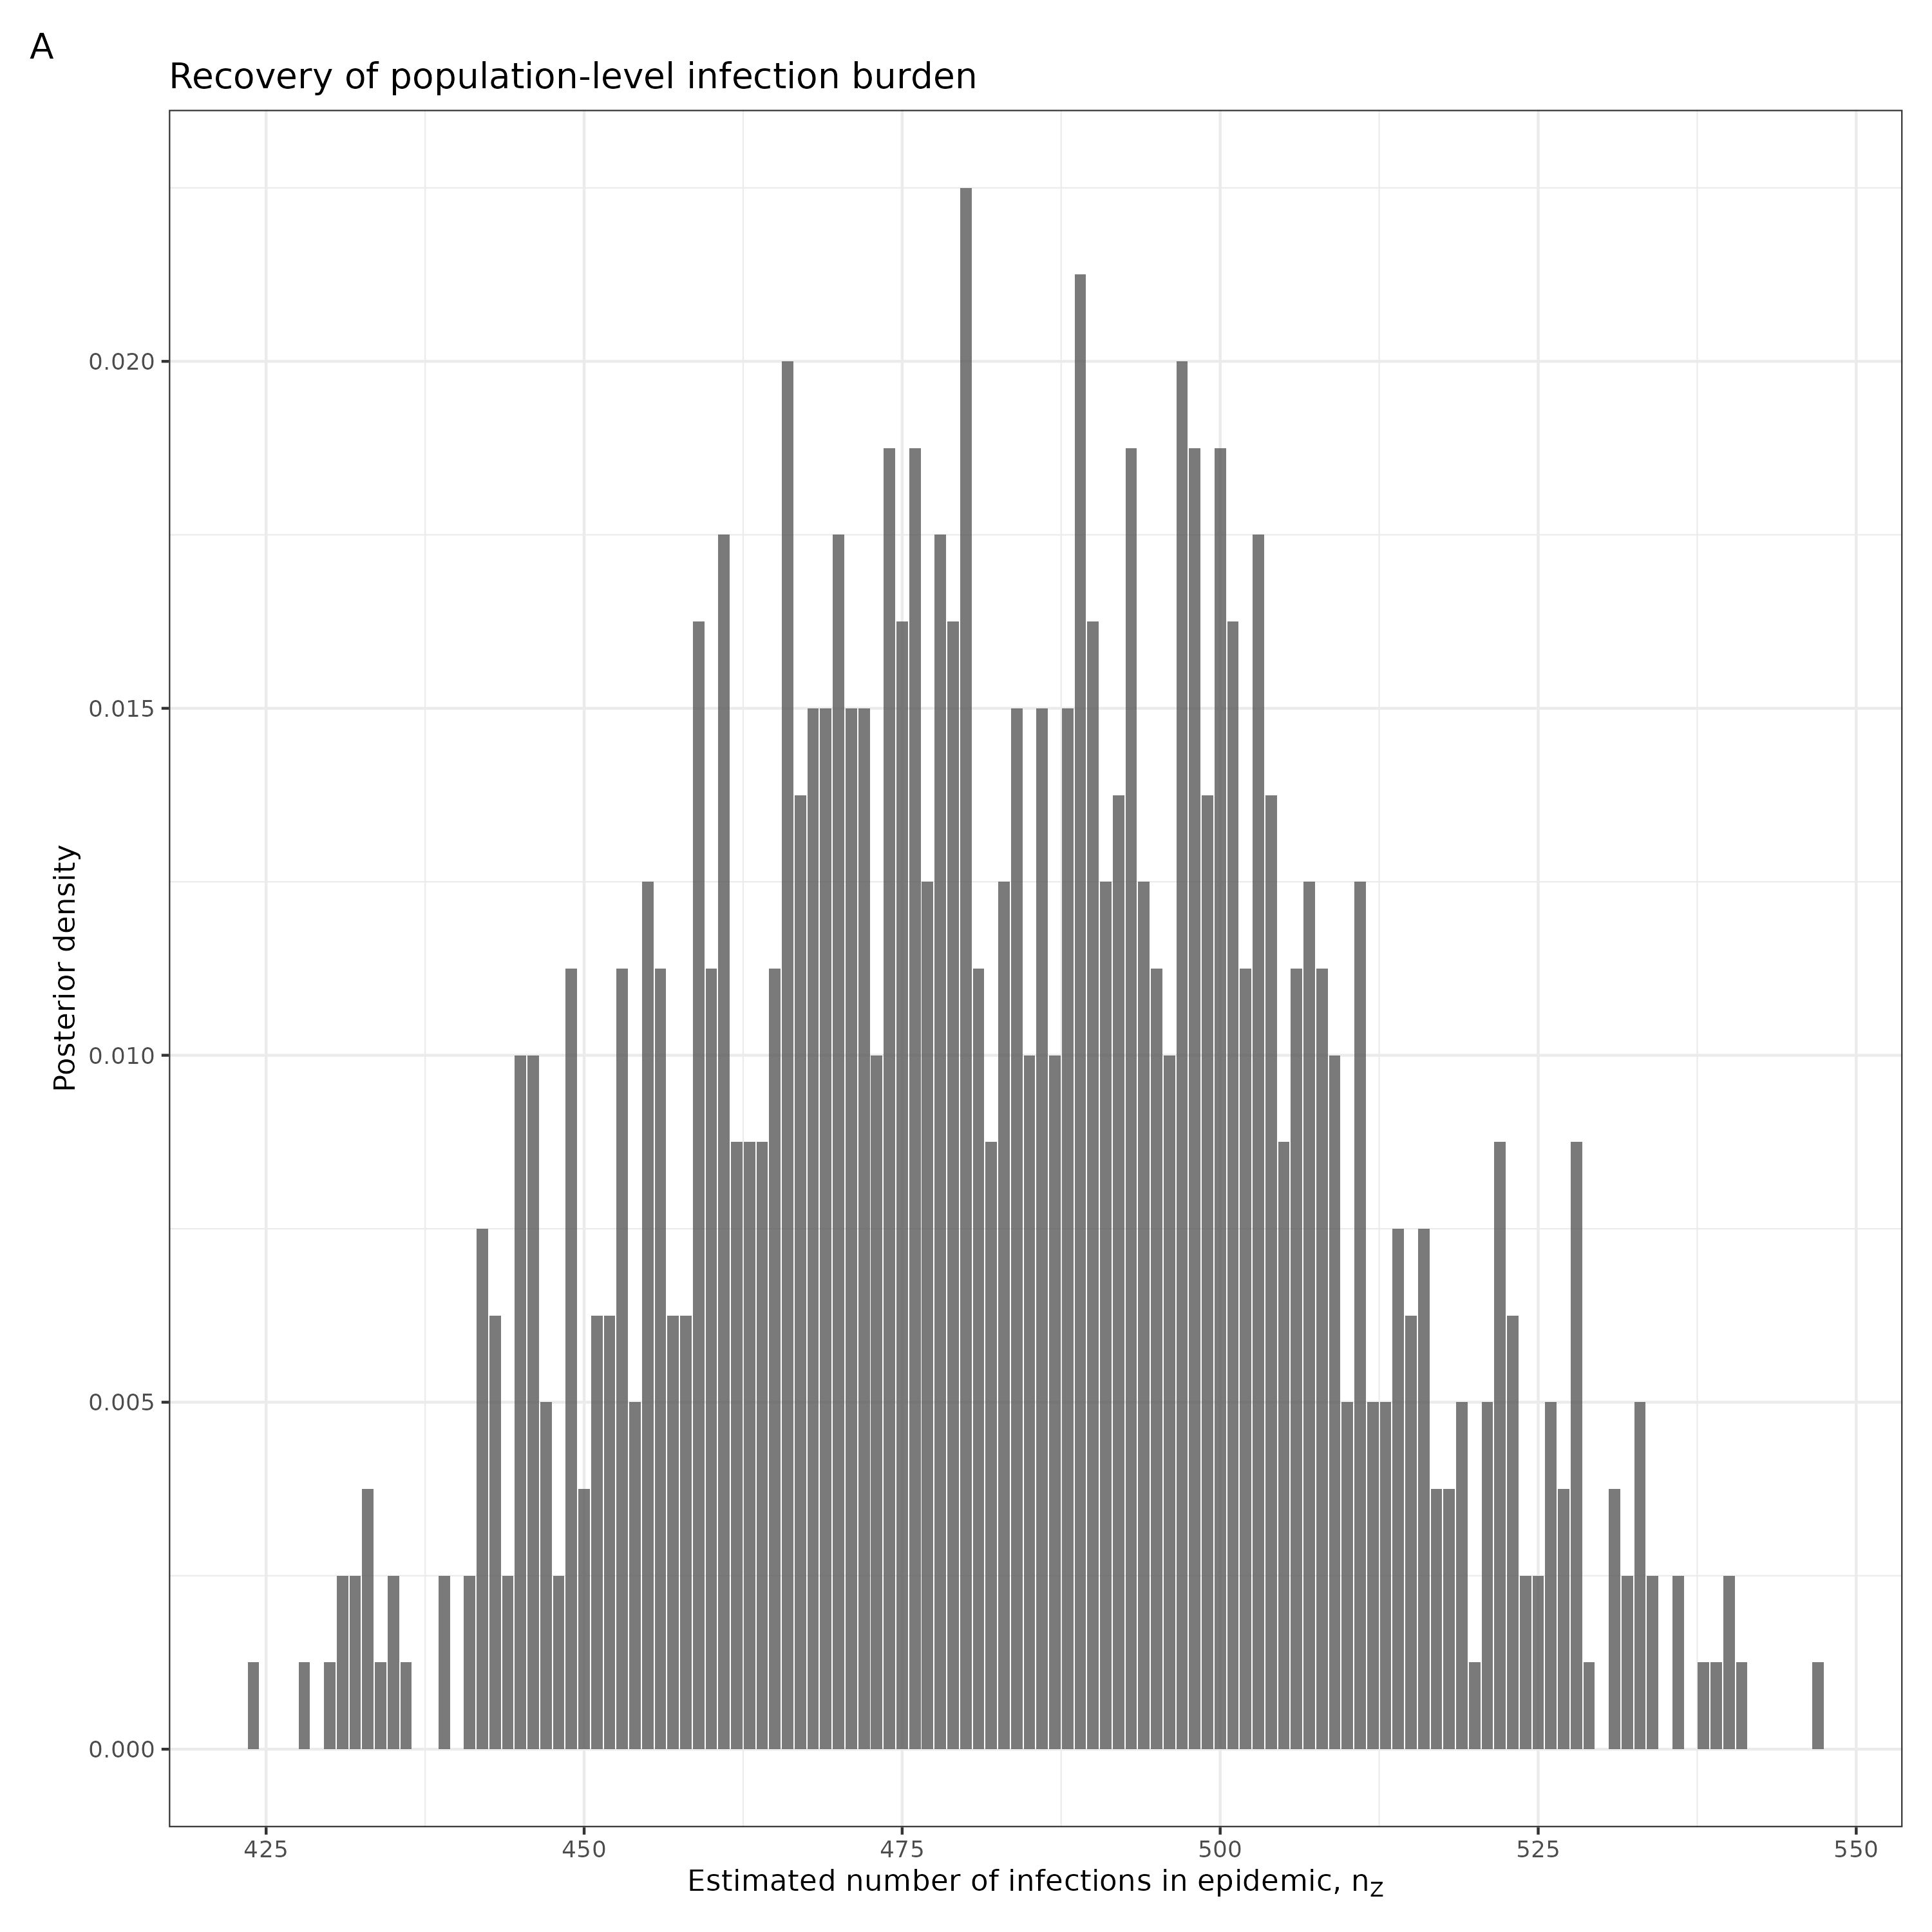 A
Recovery of population-level infection burden
0.020
0.015
0.010
0.005
0.000
Posterior density
425 450 475 500 525 550
Estimated number of infections in epidemic, nZ